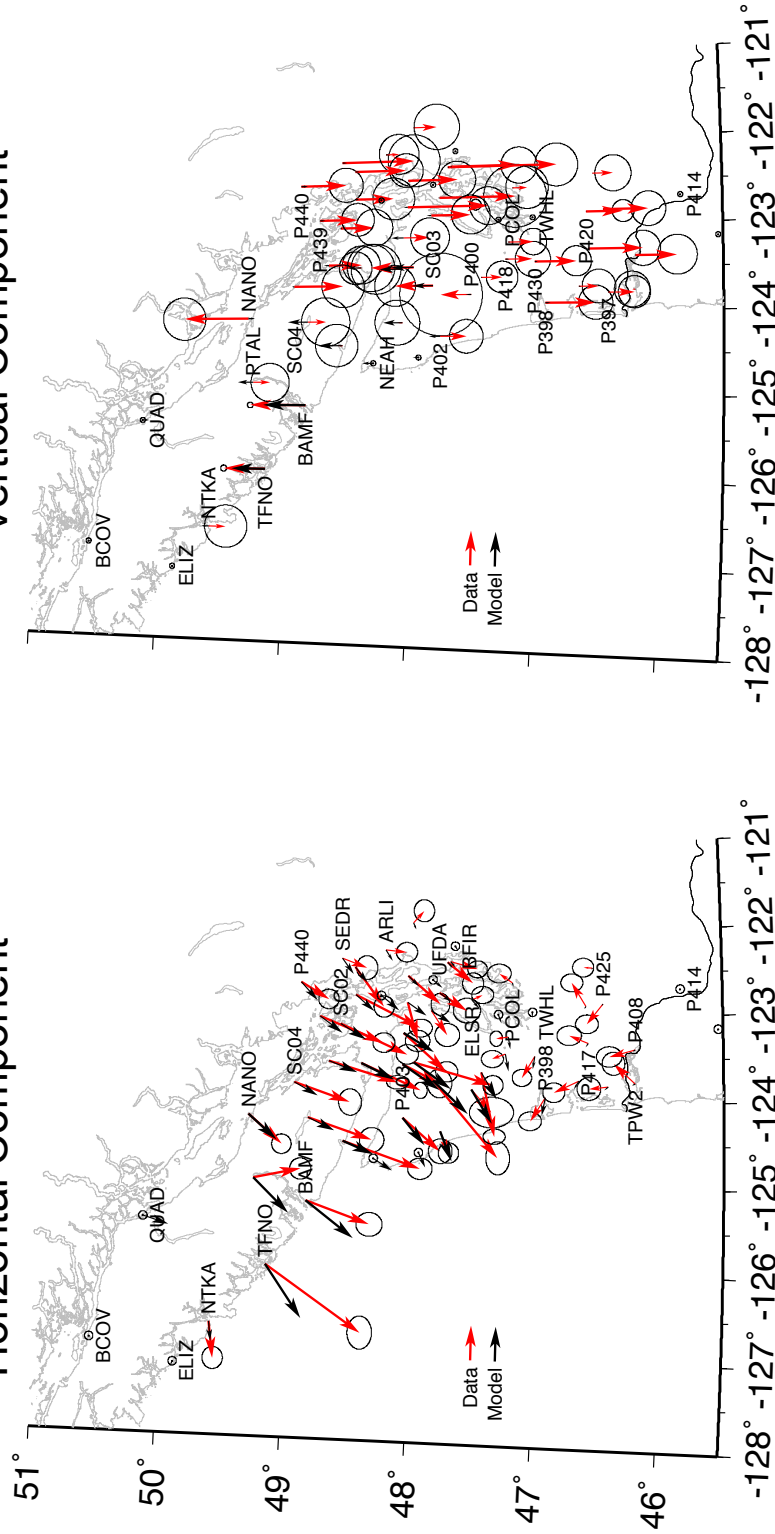 Horizontal Component
51°
50°
49°
48°
47°
46°
-128° -127° -126° -125° -124° -123° -122° -121°
BCOV
QUAD
ELIZ
NTKA
NANO
TFNO
BAMF
SC04
P440
SC02
SEDR
ARLI
P403
UFDA
BFIR
ELSR
PCOL
P398
TWHL
P417
P425
TPW2
P408
P414
Data
Model
Vertical Component
-128° -127° -126° -125° -124° -123° -122° -121°
BCOV
QUAD
ELIZ
NTKA
NANO
PTAL
TFNO
BAMF
SC04
P440
P439
NEAH
SC03
P402
P400
PCOL
P418
P430
TWHL
P398
P420
P397
P414
Data
Model